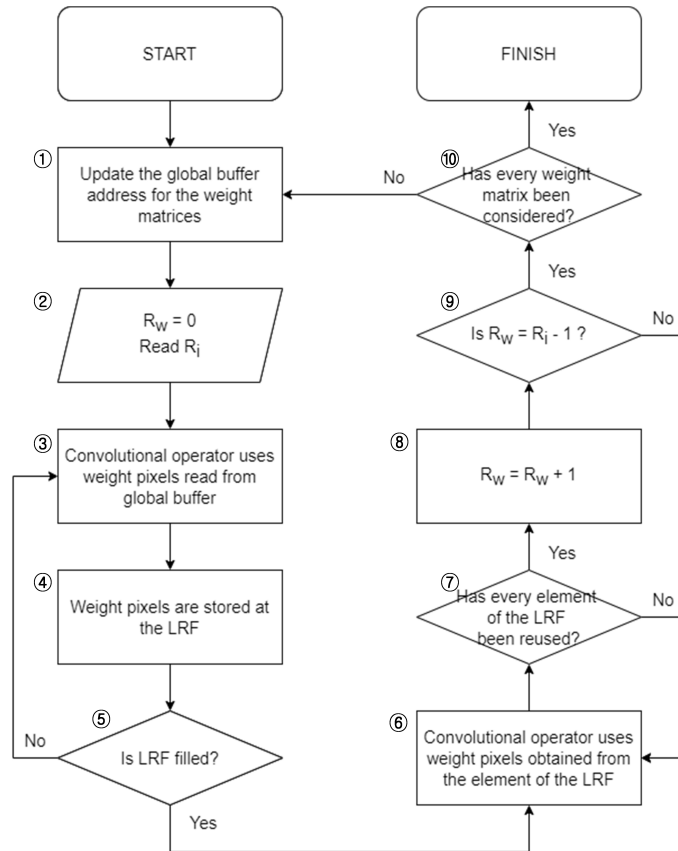 START
①
Update the global buffer
address for the weight
matrices
②
R_w = 0
Read R_i
③
Convolutional operator uses
weight pixels read from
global buffer
④
Weight pixels are stored at
the LRF
⑤
Is LRF filled?
No
Yes
⑥
Convolutional operator uses
weight pixels obtained from
the element of the LRF
⑦
Has every element
of the LRF
been reused?
No
Yes
⑧
R_w = R_w + 1
⑨
Is R_w = R_i - 1 ?
No
Yes
⑩
Has every weight
matrix been
considered?
No
Yes
FINISH